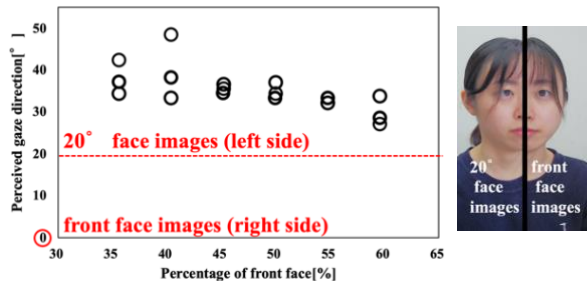 Perceived gaze direction[°]
60
50
40
30
20
10
0
20° face images (left side)
front face images (right side)
30
35
40
45
50
55
60
65
Percentage of front face[%]
20° front
face face
images images